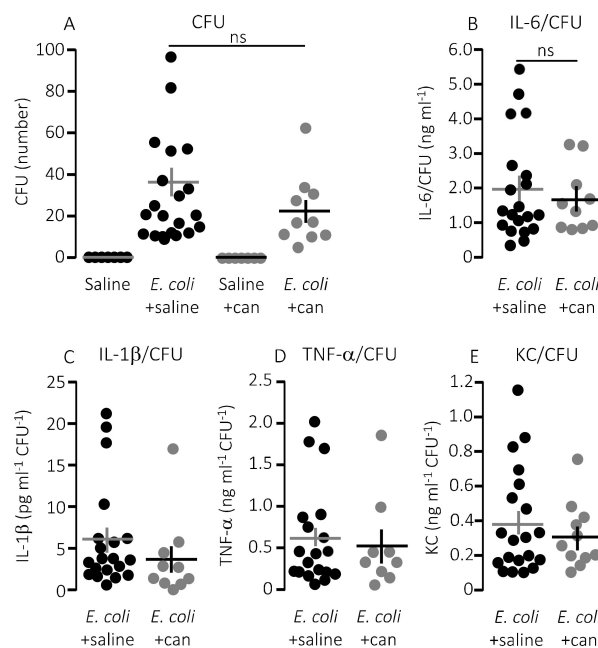 A CFU
ns
CFU (number)
100
80
60
40
20
0
Saline E. coli Saline E. coli
+saline +can +can
B IL-6/CFU
ns
IL-6/CFU (ng ml⁻¹)
6.0
5.0
4.0
3.0
2.0
1.0
0
E. coli E. coli
+saline +can
C IL-1β/CFU
IL-1β (pg ml⁻¹ CFU⁻¹)
25
20
15
10
5
0
E. coli E. coli
+saline +can
D TNF-α/CFU
TNF-α (ng ml⁻¹ CFU⁻¹)
2.5
2.0
1.5
1.0
0.5
0
E. coli E. coli
+saline +can
E KC/CFU
KC (ng ml⁻¹ CFU⁻¹)
1.2
1.0
0.8
0.6
0.4
0.2
0
E. coli E. coli
+saline +can